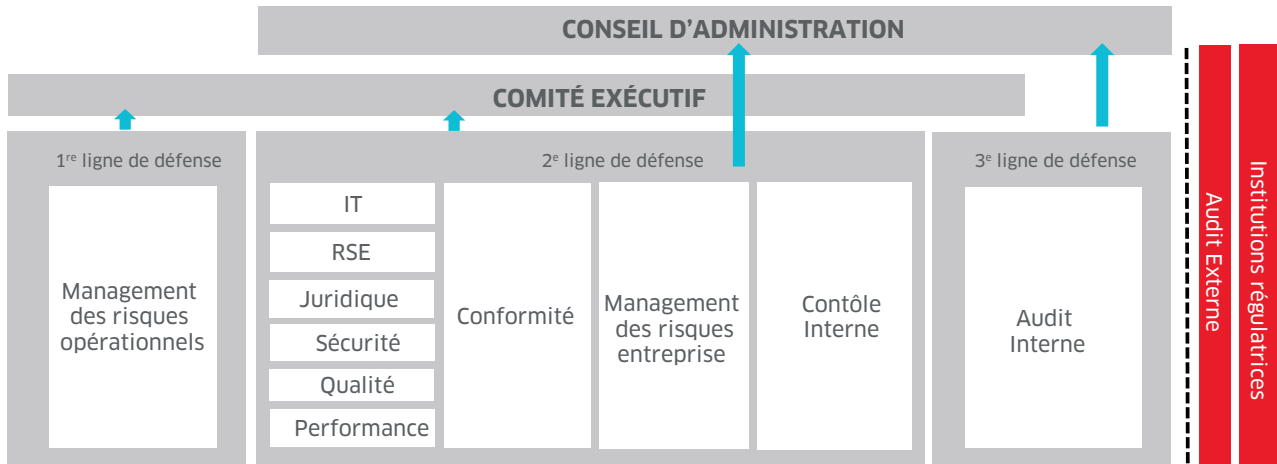 CONSEIL D’ADMINISTRATION
COMITÉ EXÉCUTIF
1re ligne de défense
Management
des risques
opérationnels
2e ligne de défense
IT
RSE
Juridique
Sécurité
Qualité
Performance
Conformité
Management
des risques
entreprise
Contôle
Interne
3e ligne de défense
Audit
Interne
Audit Externe
Institutions régulatrices